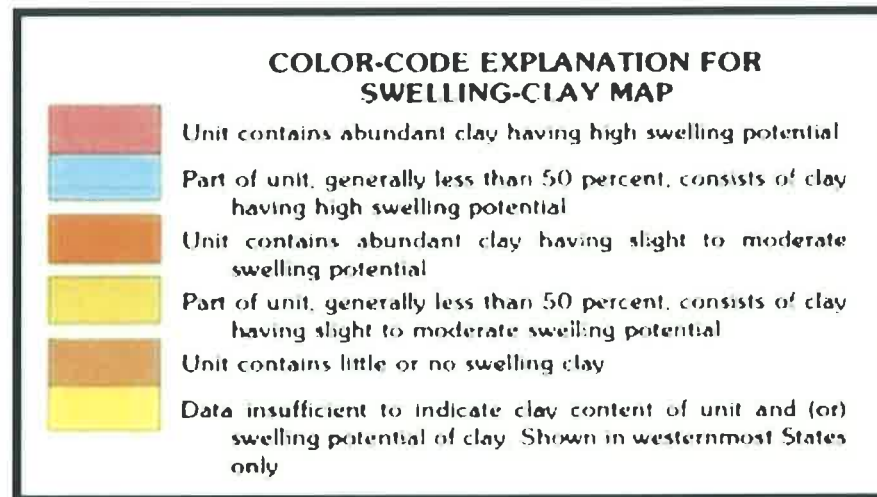 COLOR-CODE EXPLANATION FOR
SWELLING-CLAY MAP
Unit contains abundant clay having high swelling potential
Part of unit, generally less than 50 percent, consists of clay
having high swelling potential
Unit contains abundant clay having slight to moderate
swelling potential
Part of unit, generally less than 50 percent, consists of clay
having slight to moderate swelling potential
Unit contains little or no swelling clay
Data insufficient to indicate clay content of unit and (or)
swelling potential of clay Shown in westernmost States
only